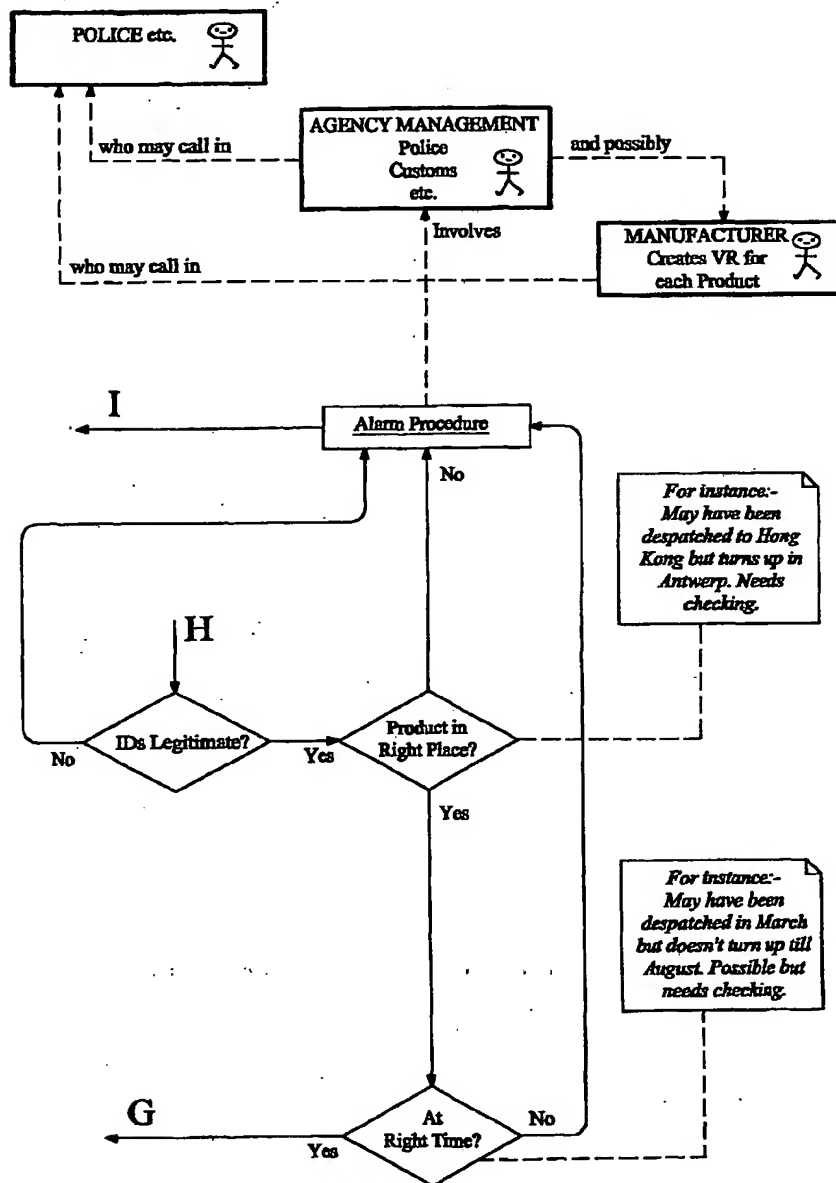 POLICE etc.
AGENCY MANAGEMENT
Police
Customs
etc.
who may call in
and possibly
Involves
MANUFACTURER
Creates VR for
each Product
who may call in
I
Alarm Procedure
No
For instance:-
May have been
despatched to Hong
Kong but turns up in
Antwerp. Needs
checking.
H
IDs Legitimate?
No
Yes
Product in
Right Place?
Yes
For instance:-
May have been
despatched in March
but doesn't turn up till
August. Possible but
needs checking.
G
Yes
At
Right Time?
No